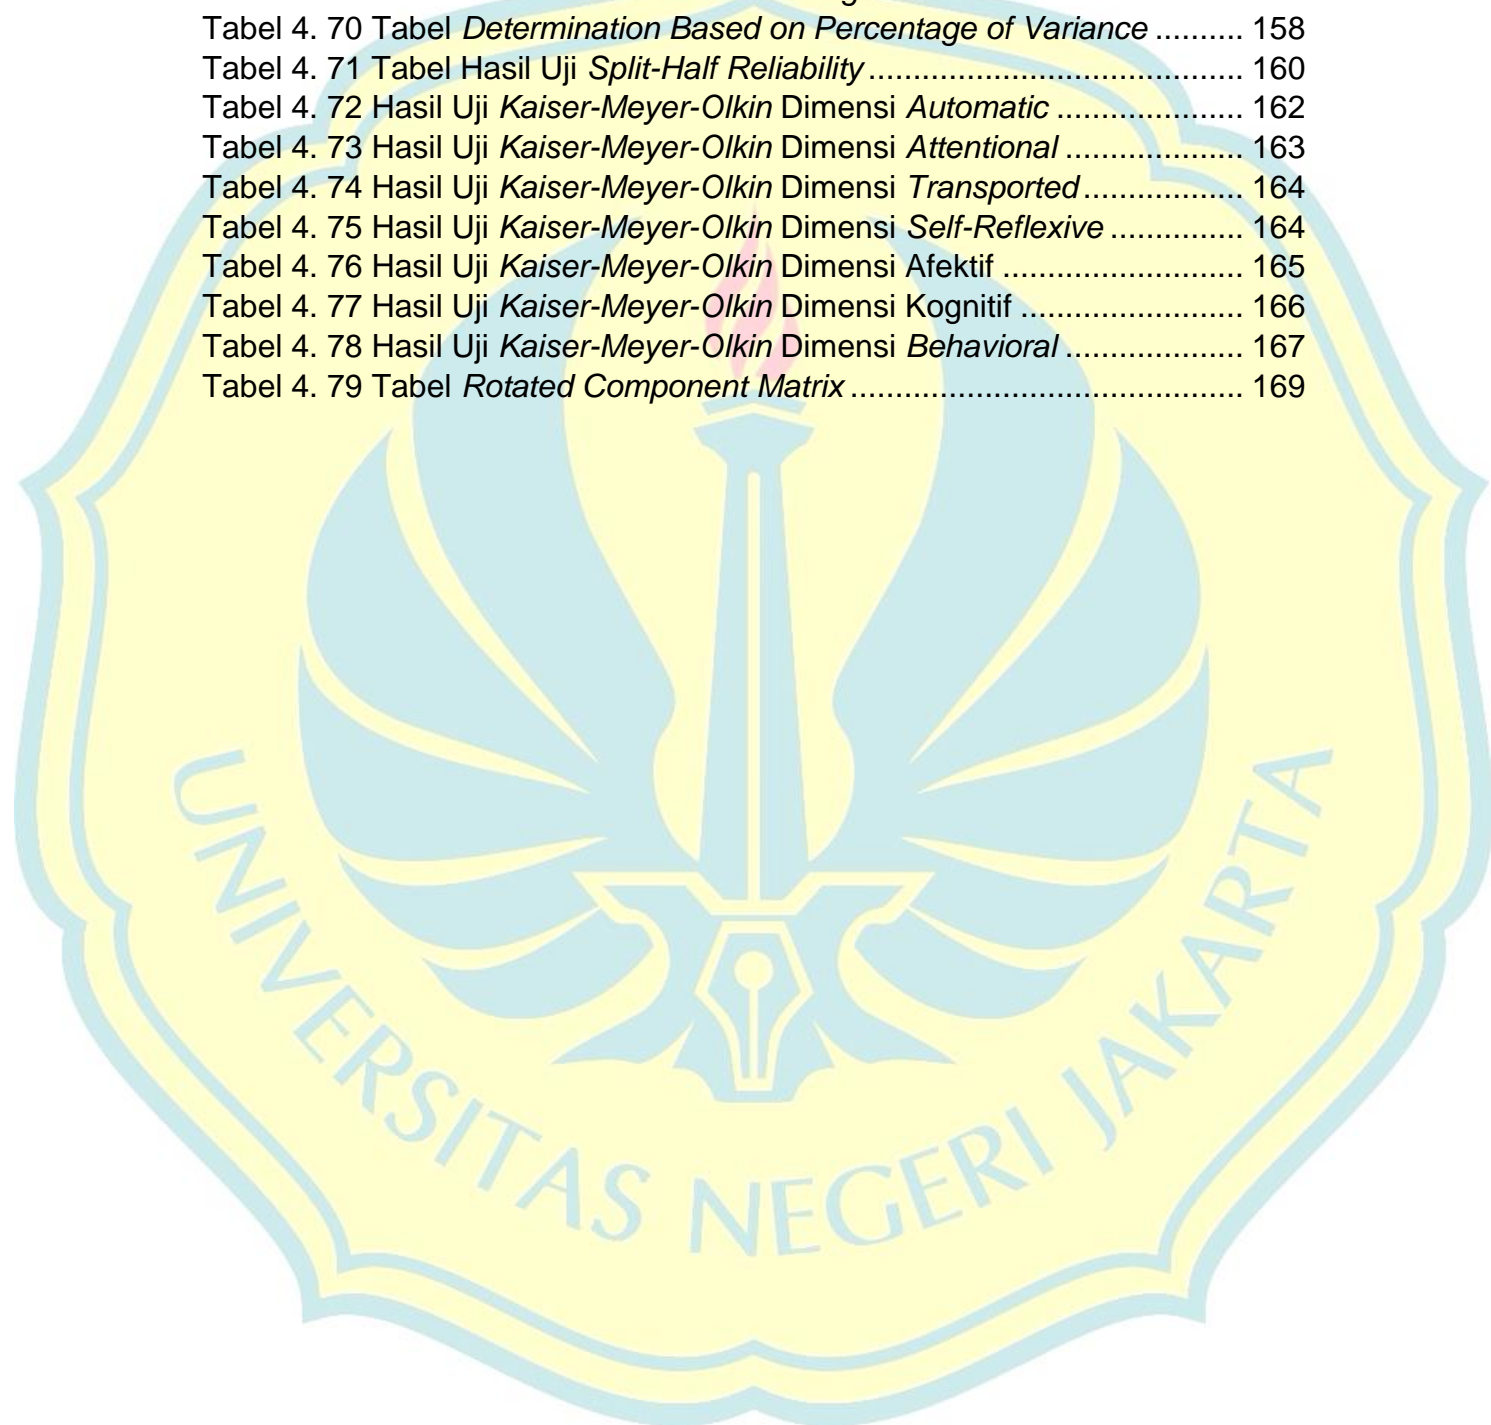 Tabel 4. 70 Tabel Determination Based on Percentage of Variance .......... 158
Tabel 4. 71 Tabel Hasil Uji Split-Half Reliability .......................................... 160
Tabel 4. 72 Hasil Uji Kaiser-Meyer-Olkin Dimensi Automatic ..................... 162
Tabel 4. 73 Hasil Uji Kaiser-Meyer-Olkin Dimensi Attentional .................... 163
Tabel 4. 74 Hasil Uji Kaiser-Meyer-Olkin Dimensi Transported.................. 164
Tabel 4. 75 Hasil Uji Kaiser-Meyer-Olkin Dimensi Self-Reflexive ............... 164
Tabel 4. 76 Hasil Uji Kaiser-Meyer-Olkin Dimensi Afektif ........................... 165
Tabel 4. 77 Hasil Uji Kaiser-Meyer-Olkin Dimensi Kognitif ......................... 166
Tabel 4. 78 Hasil Uji Kaiser-Meyer-Olkin Dimensi Behavioral .................... 167
Tabel 4. 79 Tabel Rotated Component Matrix ............................................ 169
UNIVERSITAS NEGERI JAKARTA